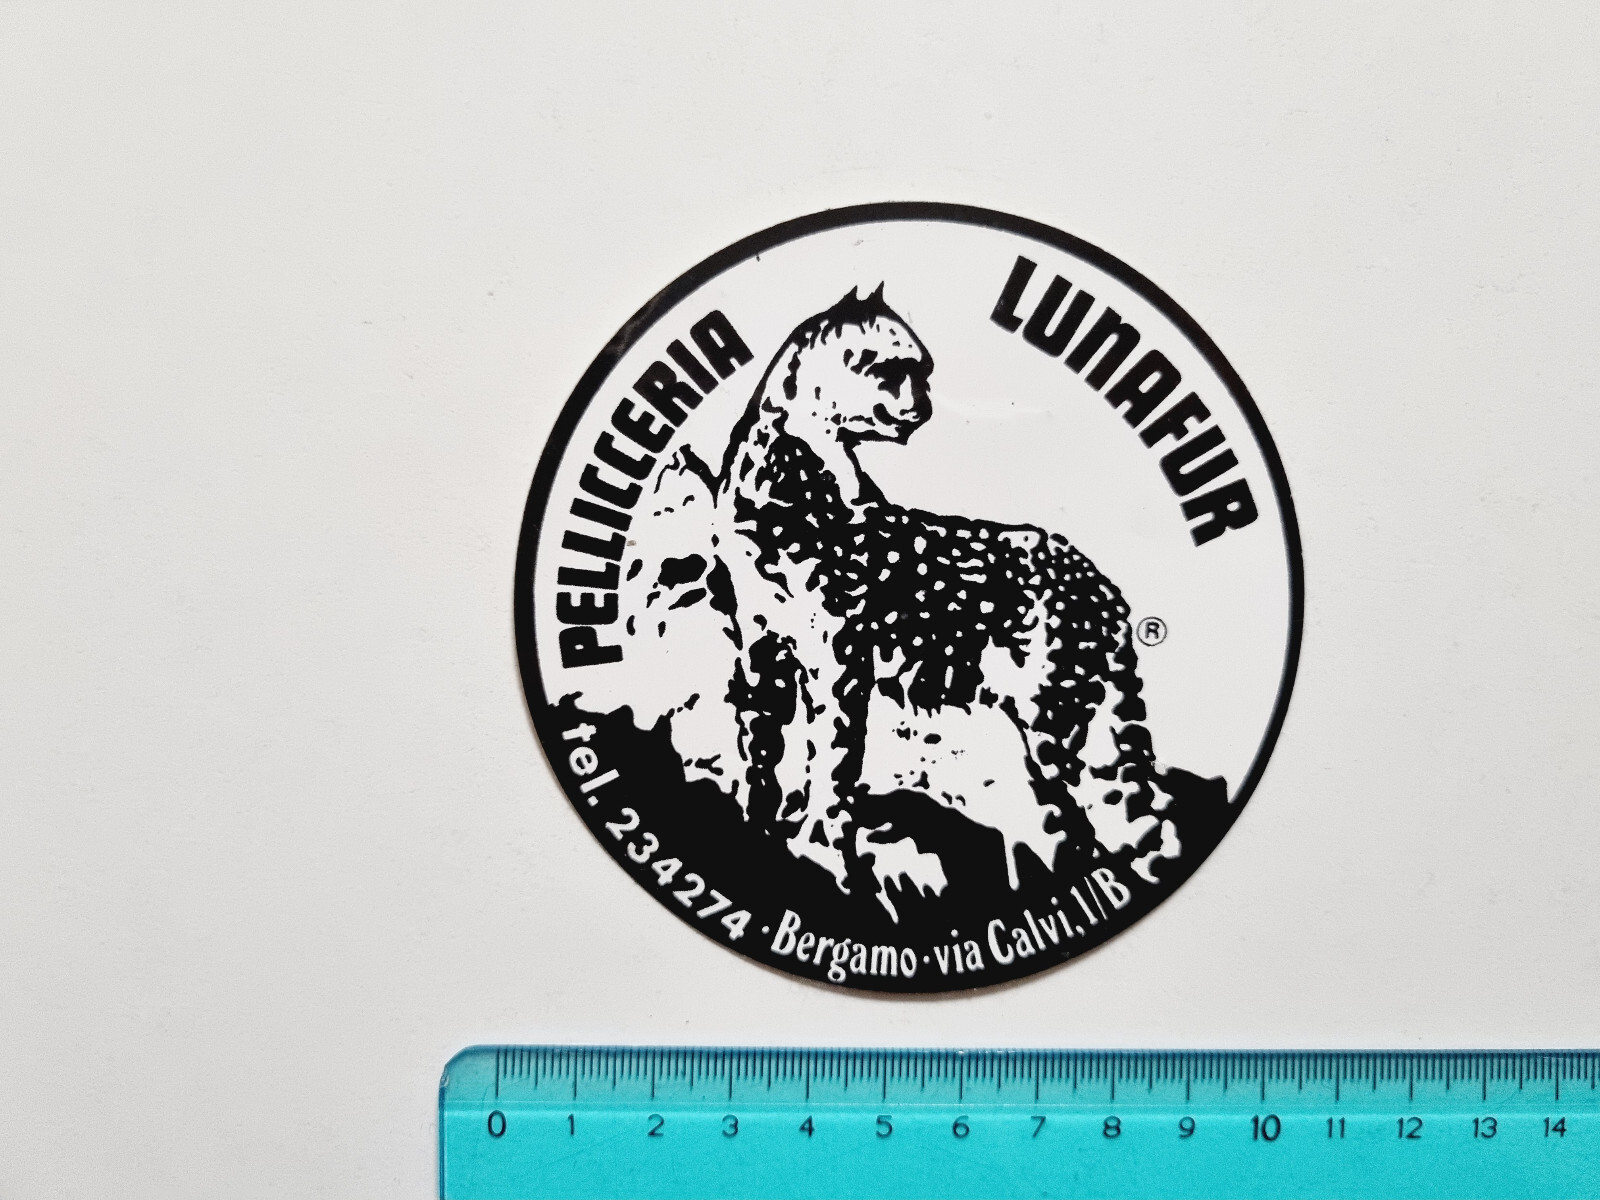 PELLICCERIA LUNAFUR
®
tel. 234274 · Bergamo · via Calvi, 1/B
0 1 2 3 4 5 6 7 8 9 10 11 12 13 14